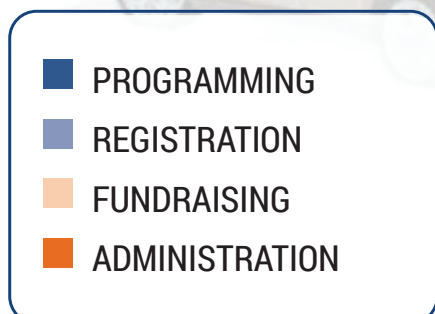 PROGRAMMING
REGISTRATION
FUNDRAISING
ADMINISTRATION